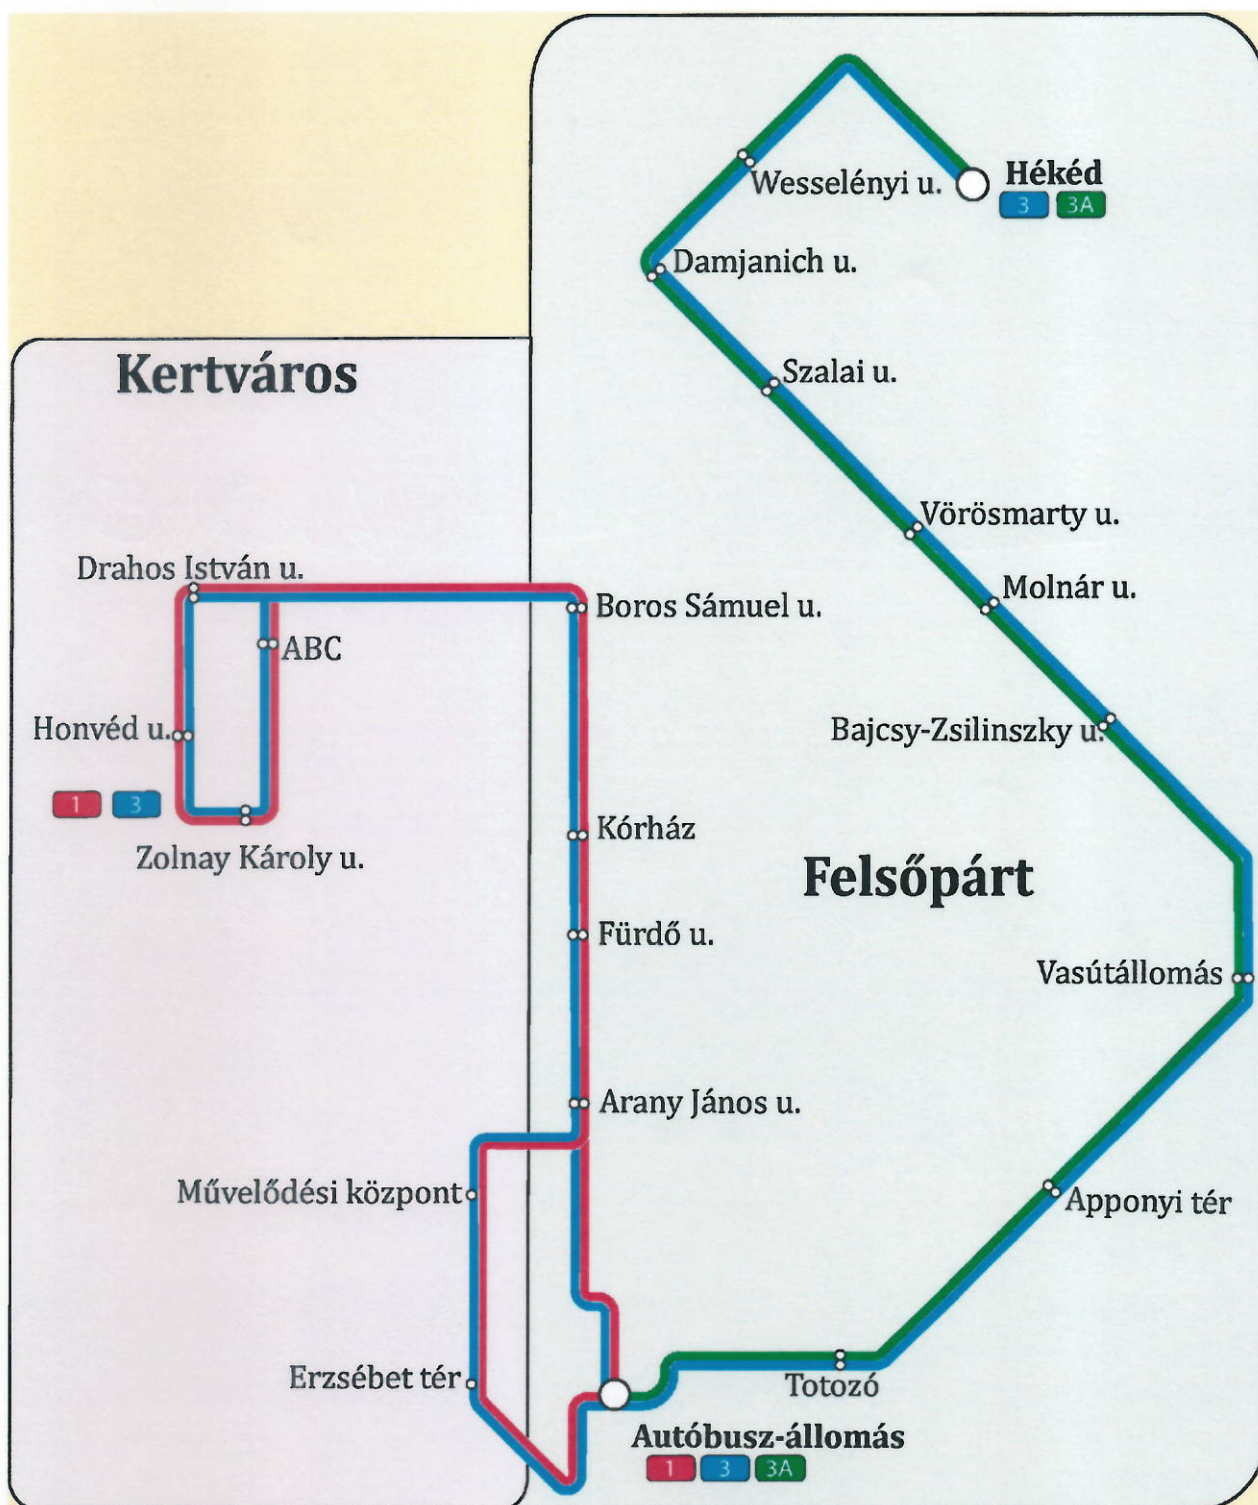 Wesselényi u.
Hékéd
3 3A
Damjanich u.
Kertváros
Szalai u.
Vörösmarty u.
Drahos István u.
Molnár u.
Boros Sámuel u.
ABC
Honvéd u.
Bajcsy-Zsilinszky u.
1 3
Kórház
Zolnay Károly u.
Felsőpárt
Fürdő u.
Vasútállomás
Arany János u.
Művelődési központ
Apponyi tér
Erzsébet tér
Totozó
Autóbusz-állomás
1 3 3A